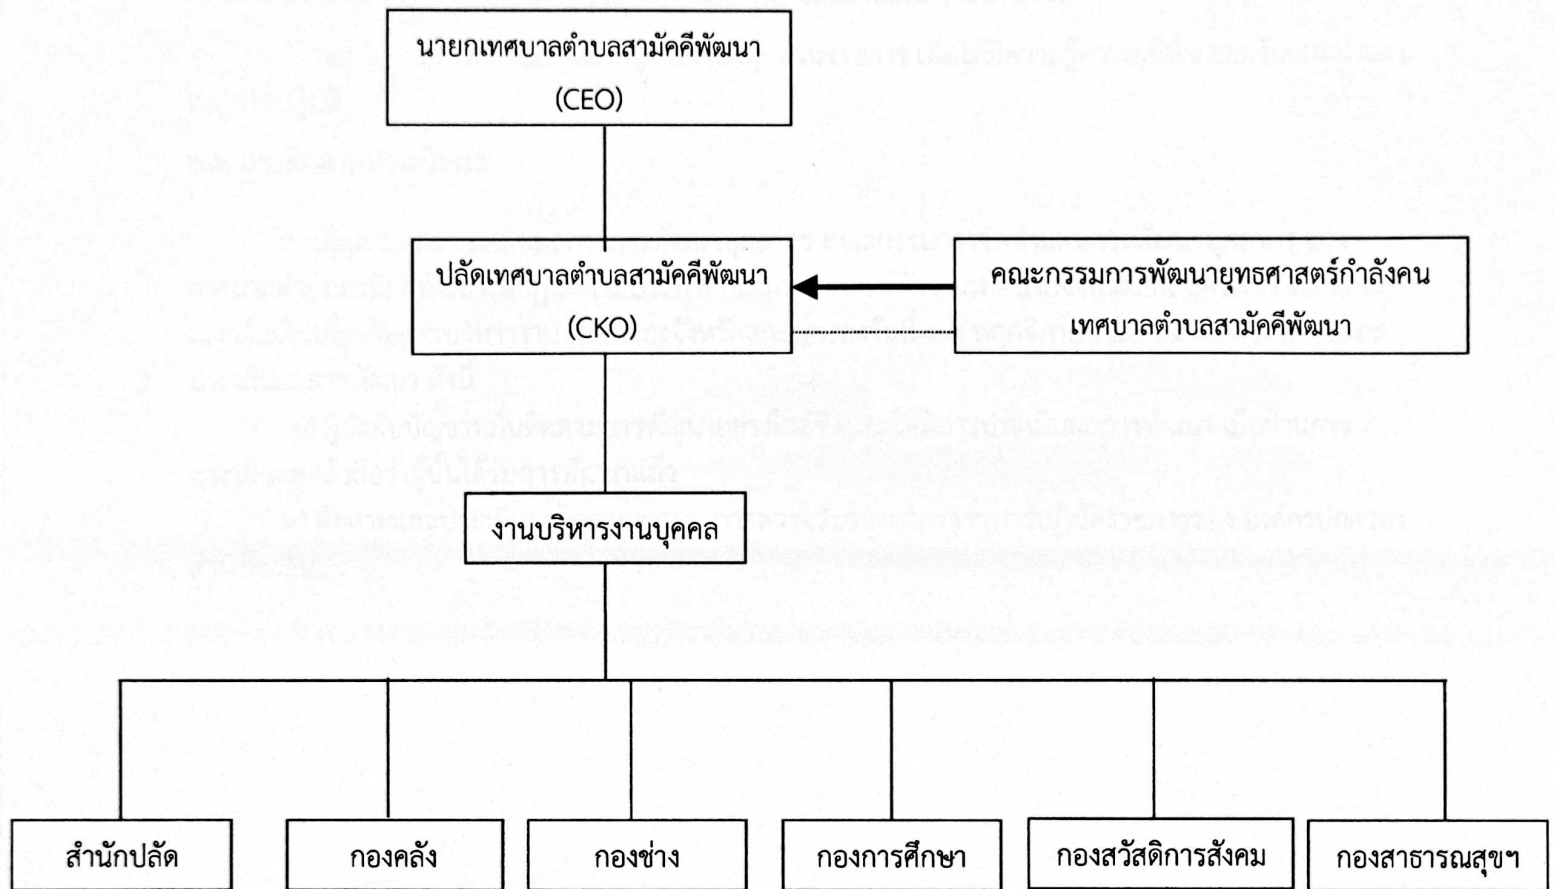 นายกเทศบาลตำบลสามัคคีพัฒนา
(CEO)
ปลัดเทศบาลตำบลสามัคคีพัฒนา
(CKO)
คณะกรรมการพัฒนายุทธศาสตร์กำลังคน
เทศบาลตำบลสามัคคีพัฒนา
งานบริหารงานบุคคล
สำนักปลัด
กองคลัง
กองช่าง
กองการศึกษา
กองสวัสดิการสังคม
กองสาธารณสุขฯ